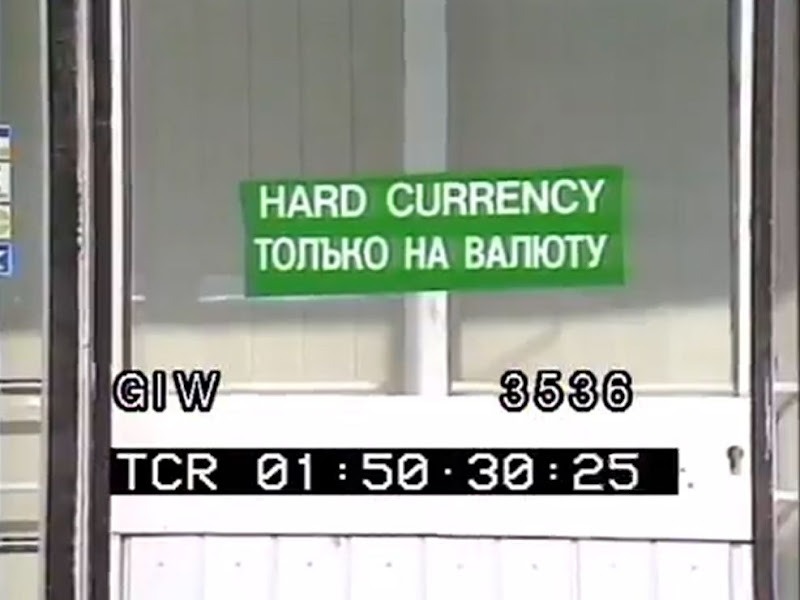 HARD CURRENCY
ТОЛЬКО НА ВАЛЮТУ
GIW 3536
TCR 01:50·30:25